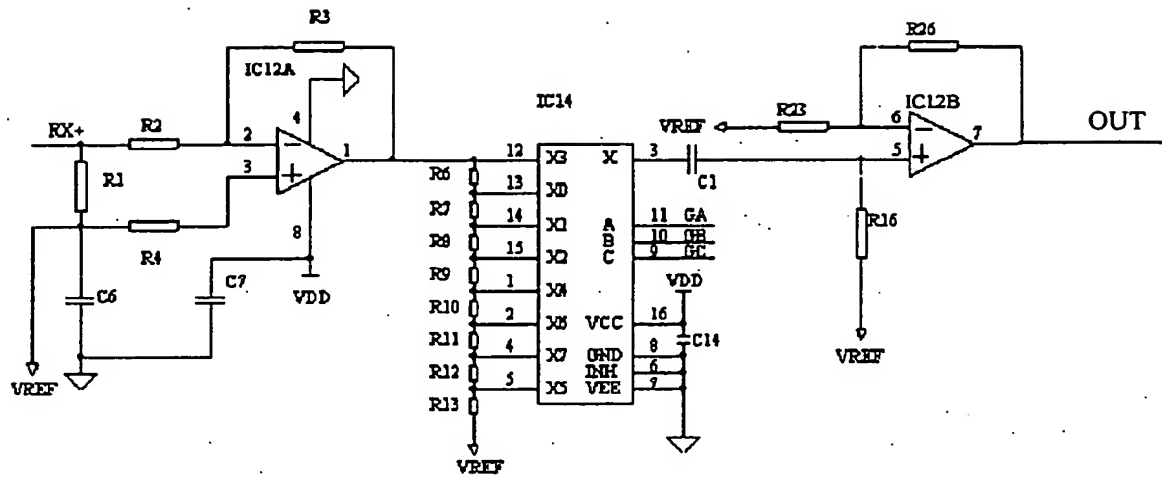 R3
IC12A
4
RX+
R2
2
1
3
R1
R4
8
C6
C7
VDD
VREF
R6
R7
R8
R9
R10
R11
R12
R13
VREF
IC14
12 X3 X 3
13 X0
14 X1 A 11 GA
15 X2 B 10 GB
C 9 GC
1 X4
2 X6 VCC 16
4 X7 GND 8
INH 6
5 X5 VEE 7
VDD
C14
C1
VREF
R23
R26
IC12B
6
7
5
OUT
R16
VREF